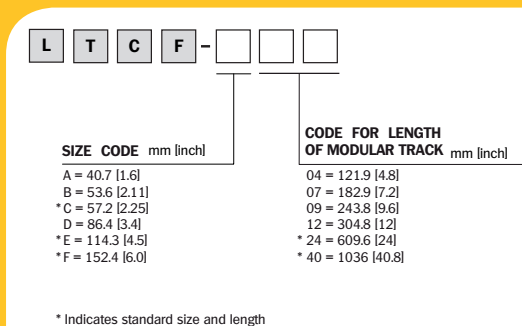 L T C F -
SIZE CODE mm [inch]
A = 40.7 [1.6]
B = 53.6 [2.11]
* C = 57.2 [2.25]
D = 86.4 [3.4]
* E = 114.3 [4.5]
* F = 152.4 [6.0]
CODE FOR LENGTH
OF MODULAR TRACK mm [inch]
04 = 121.9 [4.8]
07 = 182.9 [7.2]
09 = 243.8 [9.6]
12 = 304.8 [12]
* 24 = 609.6 [24]
* 40 = 1036 [40.8]
* Indicates standard size and length